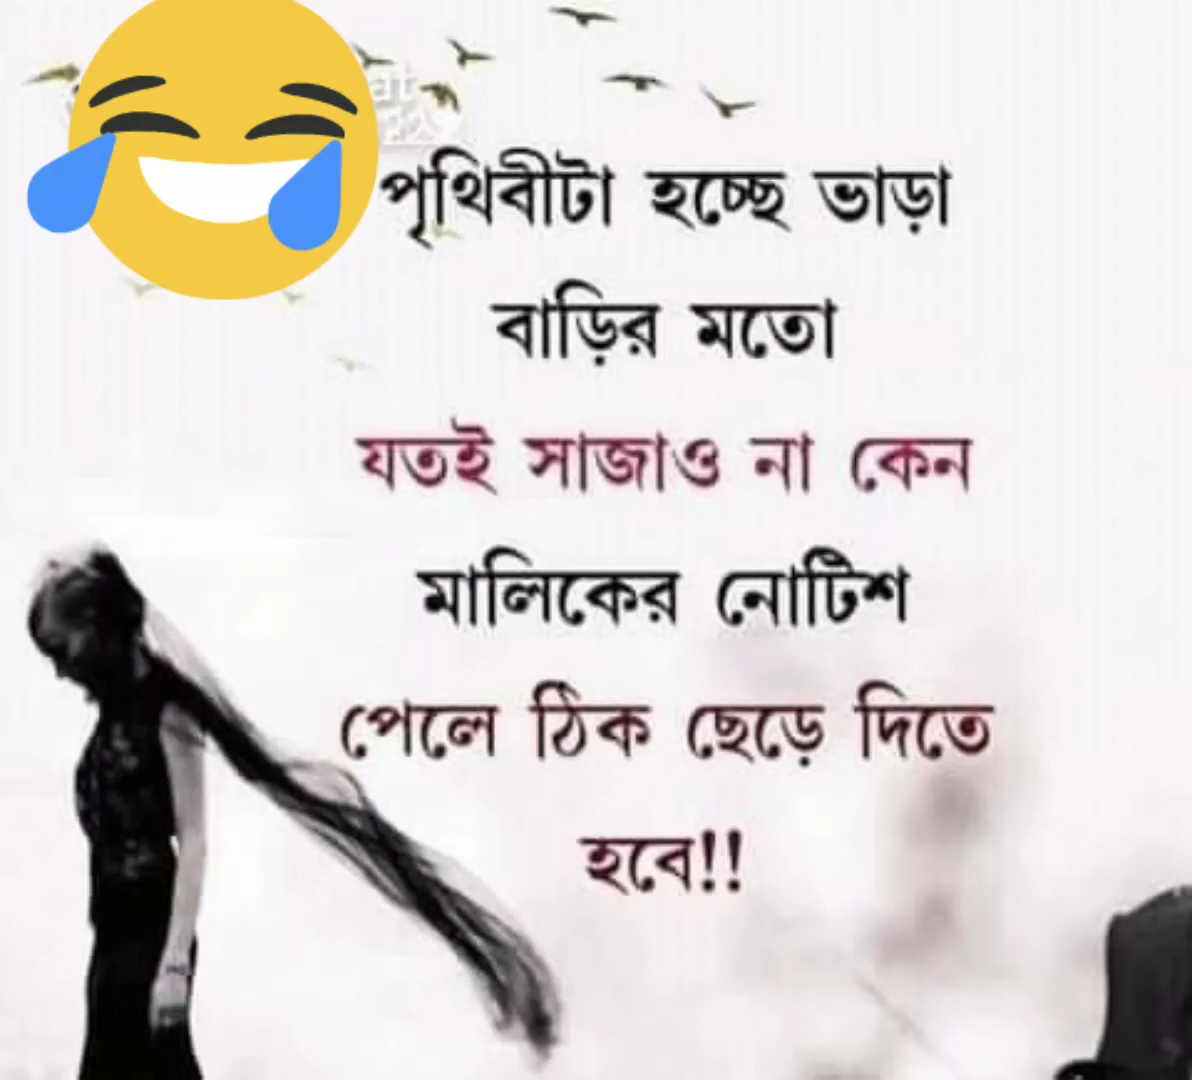 পৃথিবীটা হচ্ছে ভাড়া
বাড়ির মতো
যতই সাজাও না কেন
মালিকের নোটিশ
পেলে ঠিক ছেড়ে দিতে
হবে!!